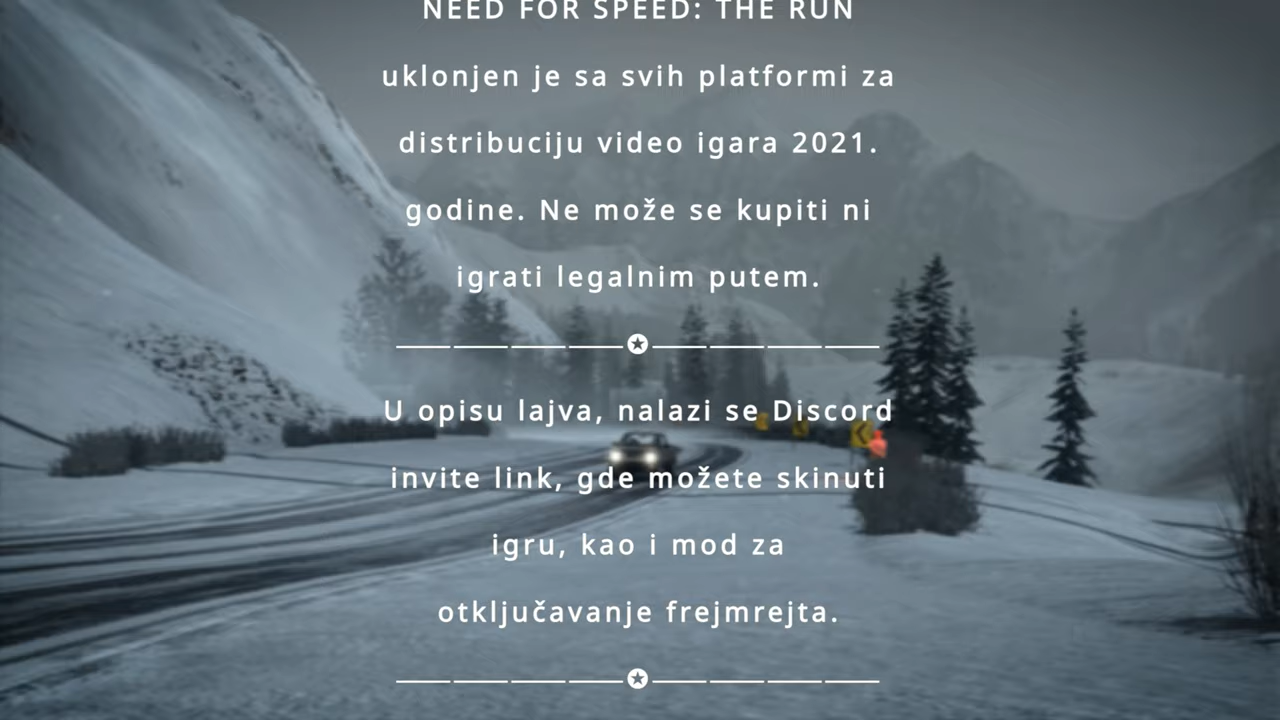 NEED FOR SPEED: THE RUN
uklonjen je sa svih platformi za
distribuciju video igara 2021.
godine. Ne može se kupiti ni
igrati legalnim putem.
U opisu lajva, nalazi se Discord
invite link, gde možete skinuti
igru, kao i mod za
otključavanje frejmrejta.